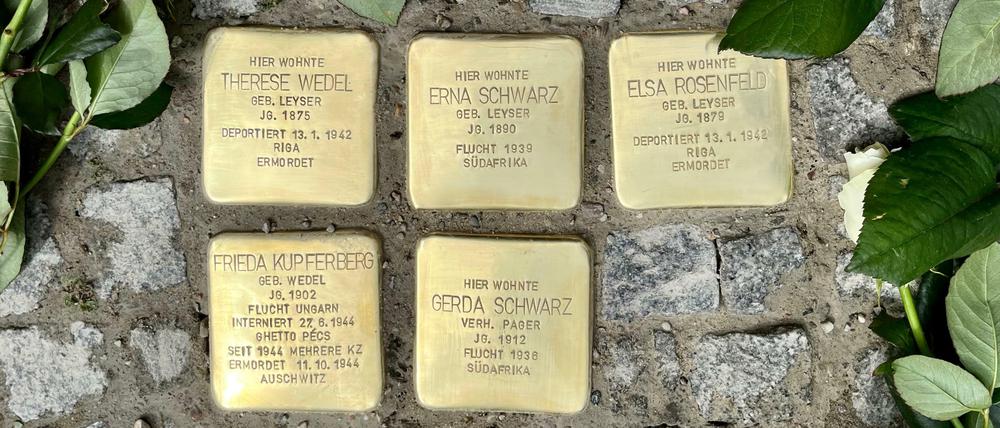 HIER WOHNTE
THERESE WEDEL
GEB. LEYSER
JG. 1875
DEPORTIERT 13.1. 1942
RIGA
ERMORDET
HIER WOHNTE
ERNA SCHWARZ
GEB. LEYSER
JG. 1890
FLUCHT 1939
SÜDAFRIKA
HIER WOHNTE
ELSA ROSENFELD
GEB. LEYSER
JG. 1879
DEPORTIERT 13.1. 1942
RIGA
ERMORDET
FRIEDA KUPFERBERG
GEB. WEDEL
JG. 1902
FLUCHT UNGARN
INTERNIERT 27.6.1944
GHETTO PÉCS
SEIT 1944 MEHRERE KZ
ERMORDET 11.10.1944
AUSCHWITZ
HIER WOHNTE
GERDA SCHWARZ
VERH. PAGER
JG. 1912
FLUCHT 1936
SÜDAFRIKA